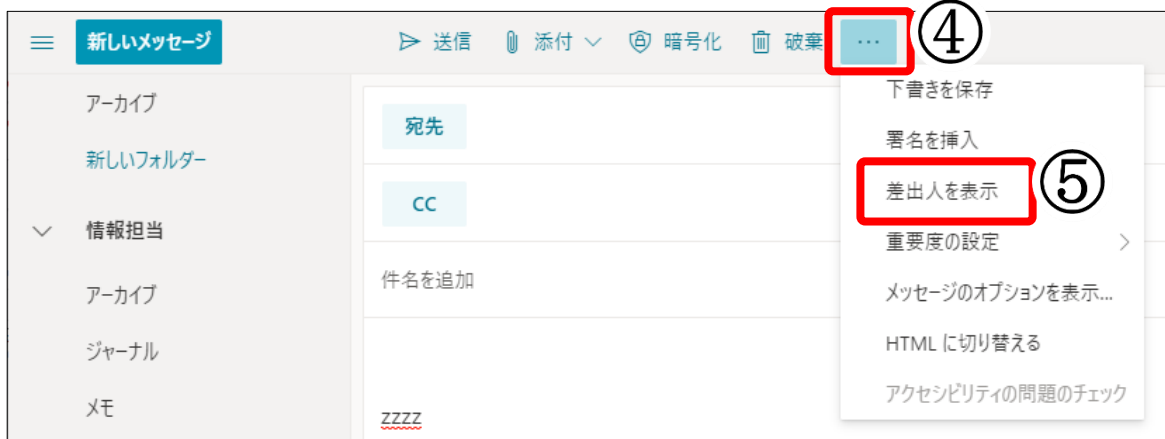 新しいメッセージ
送信 添付 暗号化 破棄 … ④
アーカイブ
新しいフォルダー
情報担当
アーカイブ
ジャーナル
メモ
宛先
CC
件名を追加
zzzz
下書きを保存
署名を挿入
差出人を表示 ⑤
重要度の設定
メッセージのオプションを表示...
HTML に切り替える
アクセシビリティの問題のチェック